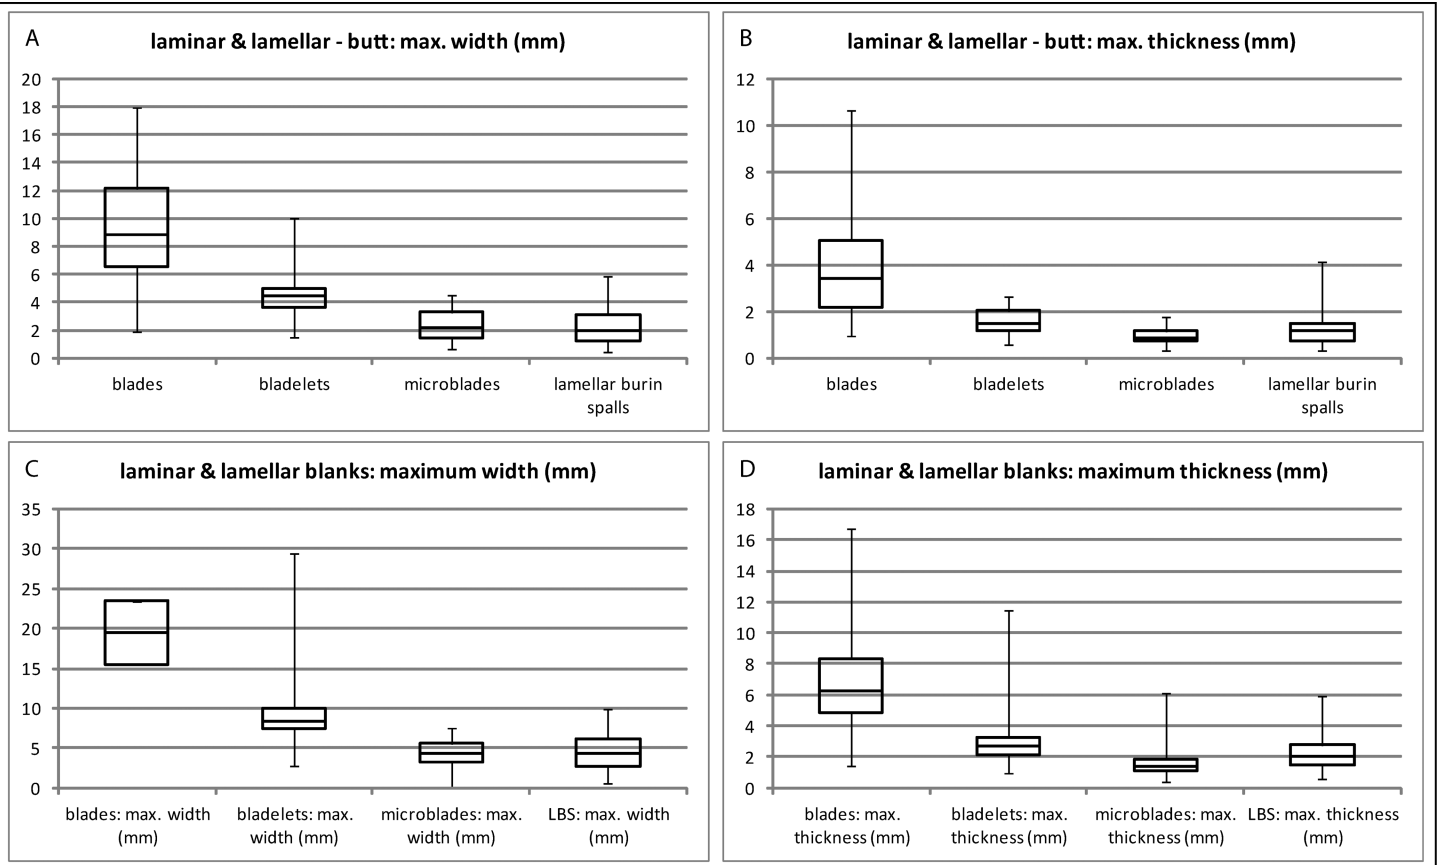 A
laminar & lamellar - butt: max. width (mm)
20
18
16
14
12
10
8
6
4
2
0
blades
bladelets
microblades
lamellar burin
spalls
B
laminar & lamellar - butt: max. thickness (mm)
12
10
8
6
4
2
0
blades
bladelets
microblades
lamellar burin
spalls
C
laminar & lamellar blanks: maximum width (mm)
35
30
25
20
15
10
5
0
blades: max. width
(mm)
bladelets: max.
width (mm)
microblades: max.
width (mm)
LBS: max. width
(mm)
D
laminar & lamellar blanks: maximum thickness (mm)
18
16
14
12
10
8
6
4
2
0
blades: max.
thickness (mm)
bladelets: max.
thickness (mm)
microblades: max.
thickness (mm)
LBS: max. thickness
(mm)